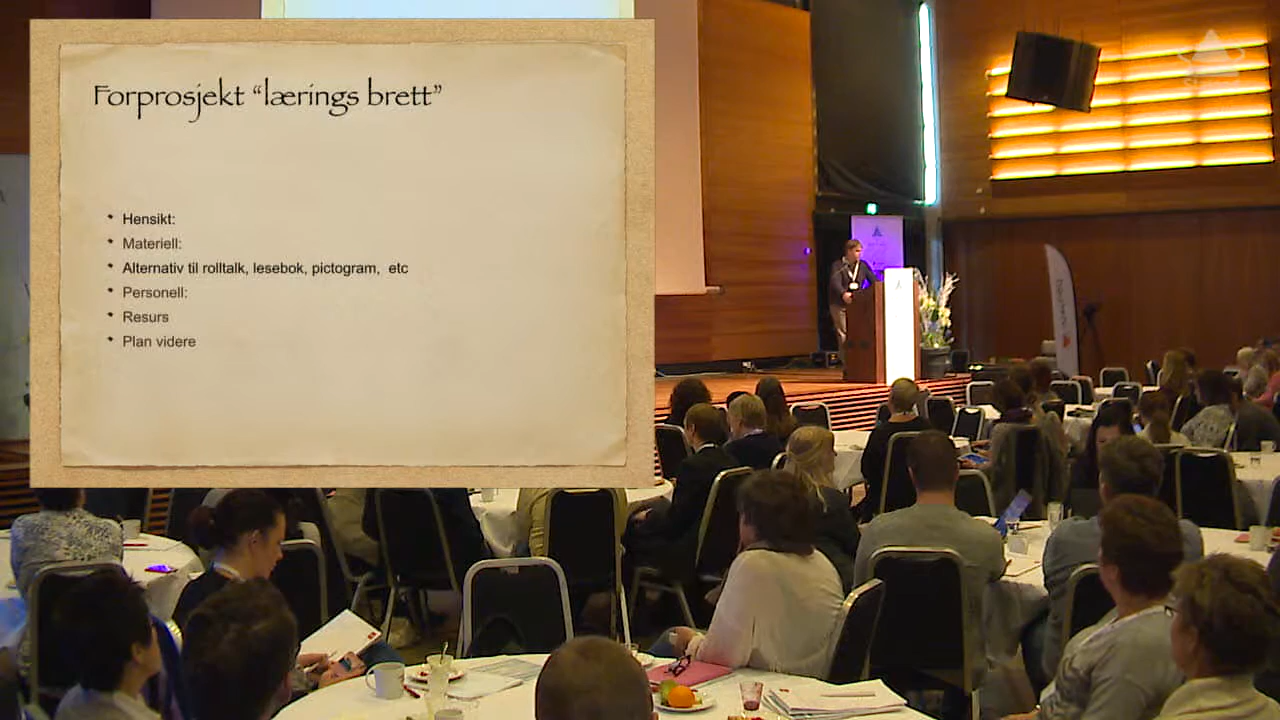 Forprosjekt “lærings brett”
* Hensikt:
* Materiell:
* Alternativ til rolltalk, lesebok, pictogram, etc
* Personell:
* Resurs
* Plan videre